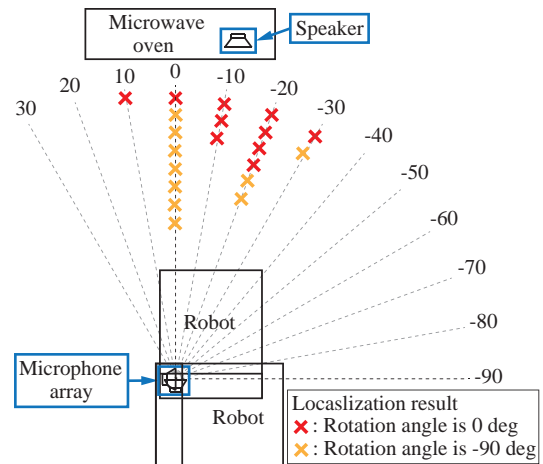 Microwave
oven
Speaker
30
20
10
0
-10
-20
-30
-40
-50
-60
-70
-80
-90
Robot
Microphone
array
Robot
Locaslization result
: Rotation angle is 0 deg
: Rotation angle is -90 deg